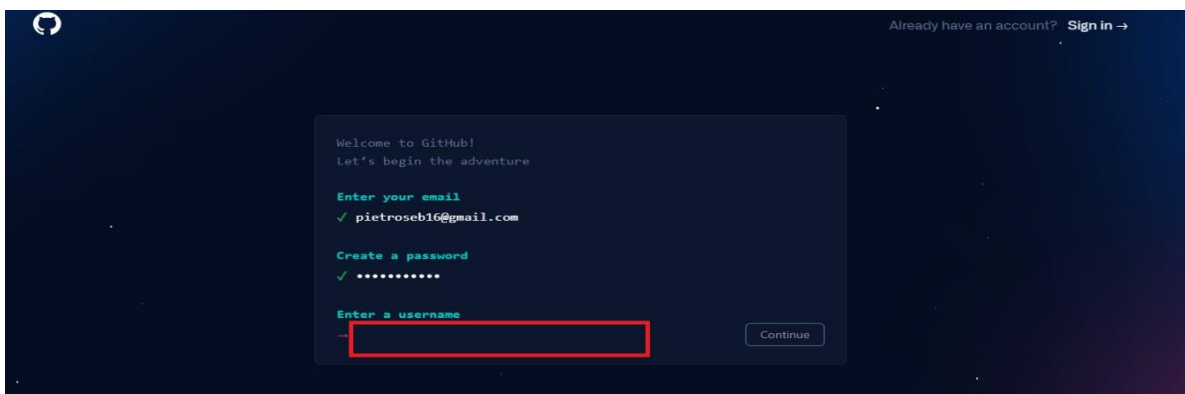 Already have an account? Sign in →
Welcome to GitHub!
Let's begin the adventure
Enter your email
✓ pietroseb16@gmail.com
Create a password
✓ •••••••••••
Enter a username
→
Continue